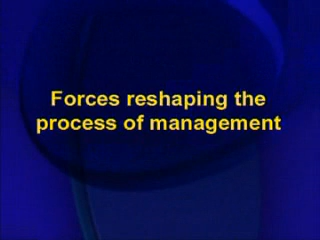 Forces reshaping the
process of management